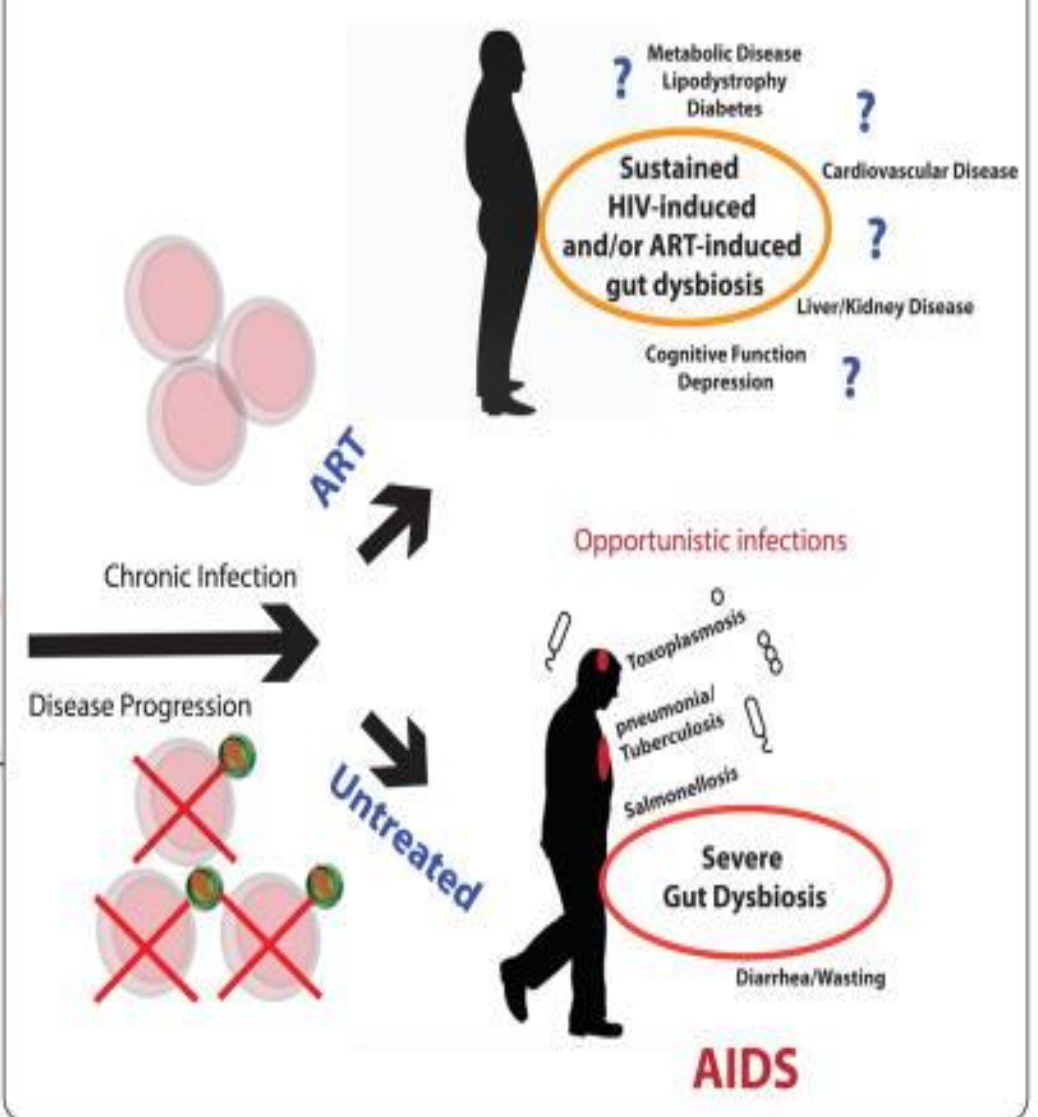 ?
Metabolic Disease
Lipodystrophy
Diabetes
?
Sustained
HIV-induced
and/or ART-induced
gut dysbiosis
Cardiovascular Disease
?
Liver/Kidney Disease
Cognitive Function
Depression
?
ART
Chronic Infection
Disease Progression
Untreated
Opportunistic infections
Toxoplasmosis
pneumonia/
Tuberculosis
Salmonellosis
Severe
Gut Dysbiosis
Diarrhea/Wasting
AIDS